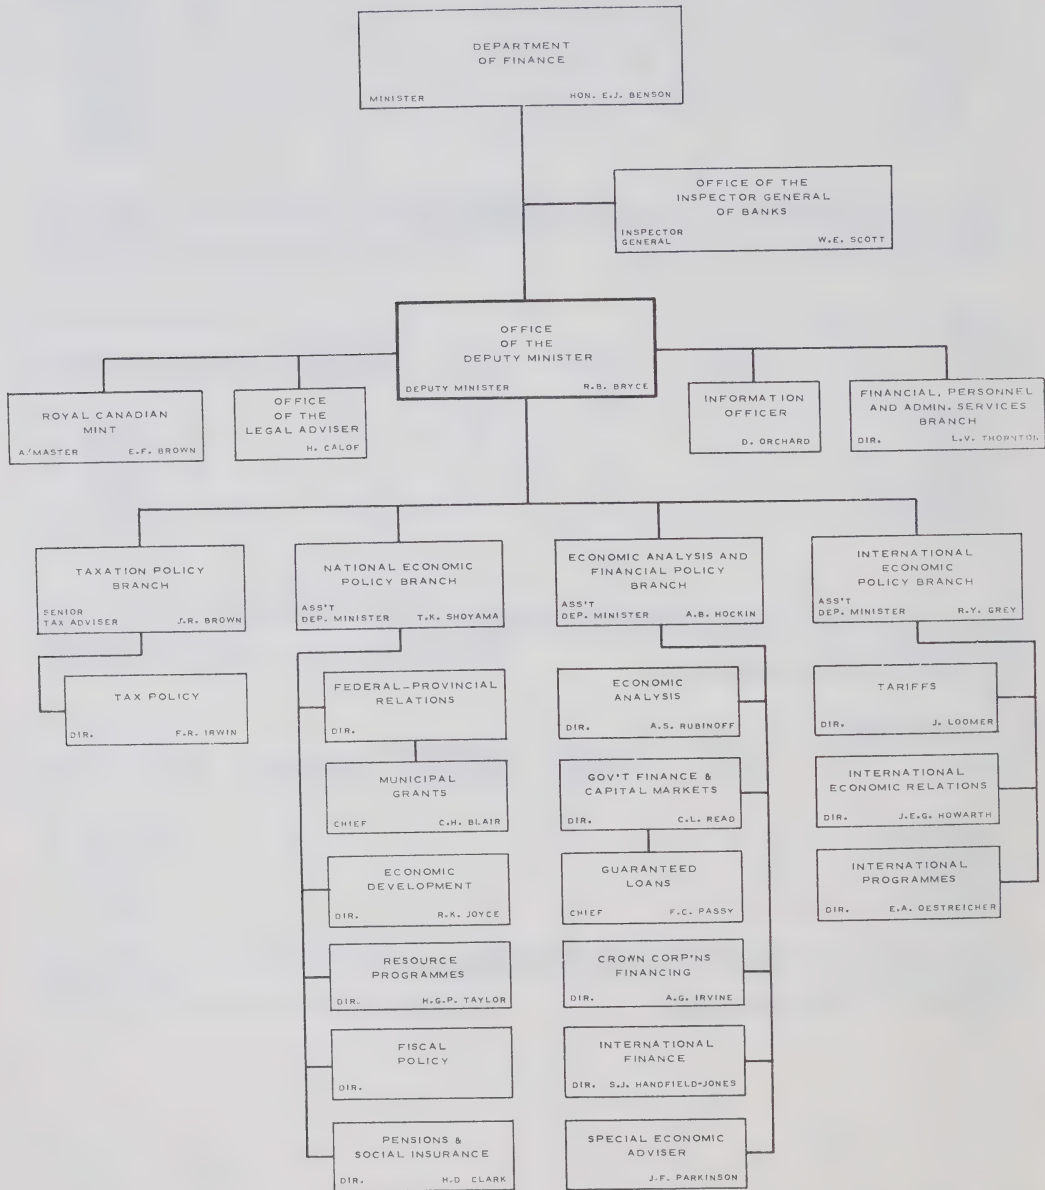 DEPARTMENT
OF FINANCE
MINISTER HON. E.J. BENSON
OFFICE OF THE
INSPECTOR GENERAL
OF BANKS
INSPECTOR
GENERAL W.E. SCOTT
OFFICE
OF THE
DEPUTY MINISTER
DEPUTY MINISTER R.B. BRYCE
ROYAL CANADIAN
MINT
A/MASTER E.F. BROWN
OFFICE
OF THE
LEGAL ADVISER
H. CALOF
INFORMATION
OFFICER
D. ORCHARD
FINANCIAL, PERSONNEL
AND ADMIN. SERVICES
BRANCH
DIR. L.V. THORNTON
TAXATION POLICY
BRANCH
SENIOR
TAX ADVISER J.R. BROWN
TAX POLICY
DIR. F.R. IRWIN
NATIONAL ECONOMIC
POLICY BRANCH
ASS'T
DEP. MINISTER T.K. SHOYAMA
FEDERAL-PROVINCIAL
RELATIONS
DIR.
MUNICIPAL
GRANTS
CHIEF C.H. BLAIR
ECONOMIC
DEVELOPMENT
DIR. R.K. JOYCE
RESOURCE
PROGRAMMES
DIR. H.G.P. TAYLOR
FISCAL
POLICY
DIR.
PENSIONS &
SOCIAL INSURANCE
DIR. H.D CLARK
ECONOMIC ANALYSIS AND
FINANCIAL POLICY
BRANCH
ASS'T
DEP. MINISTER A.B. HOCKIN
ECONOMIC
ANALYSIS
DIR. A.S. RUBINOFF
GOV'T FINANCE &
CAPITAL MARKETS
DIR. C.L. READ
GUARANTEED
LOANS
CHIEF F.C. PASSY
CROWN CORP'NS
FINANCING
DIR. A.G. IRVINE
INTERNATIONAL
FINANCE
DIR. S.J. HANDFIELD-JONES
SPECIAL ECONOMIC
ADVISER
J.F. PARKINSON
INTERNATIONAL
ECONOMIC
POLICY BRANCH
ASS'T
DEP. MINISTER R.Y. GREY
TARIFFS
DIR. J. LOOMER
INTERNATIONAL
ECONOMIC RELATIONS
DIR. J.E.G. HOWARTH
INTERNATIONAL
PROGRAMMES
DIR. E.A. OESTREICHER